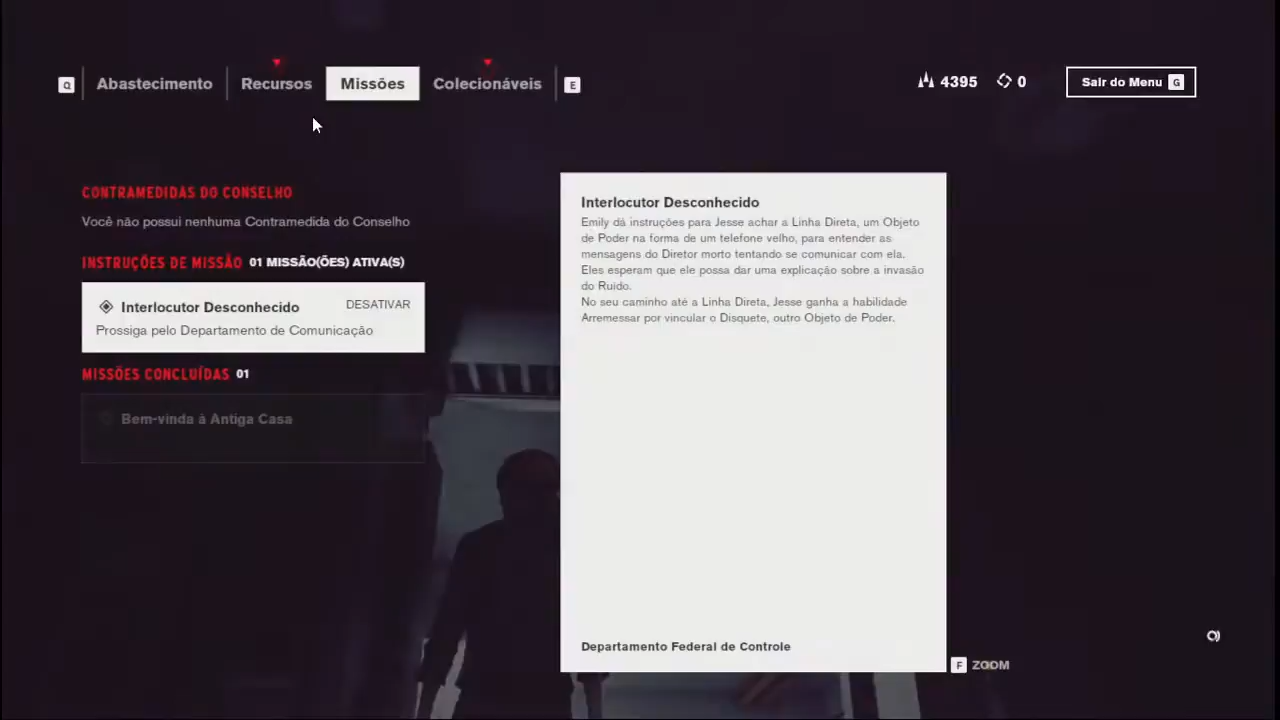 Q Abastecimento Recursos Missões Colecionáveis E 4395 0 Sair do Menu G
CONTRAMEDIDAS DO CONSELHO
Você não possui nenhuma Contramedida do Conselho
INSTRUÇÕES DE MISSÃO 01 MISSÃO(ÕES) ATIVA(S)
Interlocutor Desconhecido DESATIVAR
Prossiga pelo Departamento de Comunicação
MISSÕES CONCLUÍDAS 01
Bem-vinda à Antiga Casa
Interlocutor Desconhecido
Emily dá instruções para Jesse achar a Linha Direta, um Objeto
de Poder na forma de um telefone velho, para entender as
mensagens do Diretor morto tentando se comunicar com ela.
Eles esperam que ele possa dar uma explicação sobre a invasão
do Ruido.
No seu caminho até a Linha Direta, Jesse ganha a habilidade
Arremessar por vincular o Disquete, outro Objeto de Poder.
Departamento Federal de Controle
F ZOOM